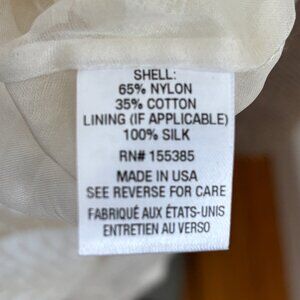 SHELL:
65% NYLON
35% COTTON
LINING (IF APPLICABLE)
100% SILK
RN# 155385
MADE IN USA
SEE REVERSE FOR CARE
FABRIQUÉ AUX ÉTATS-UNIS
ENTRETIEN AU VERSO